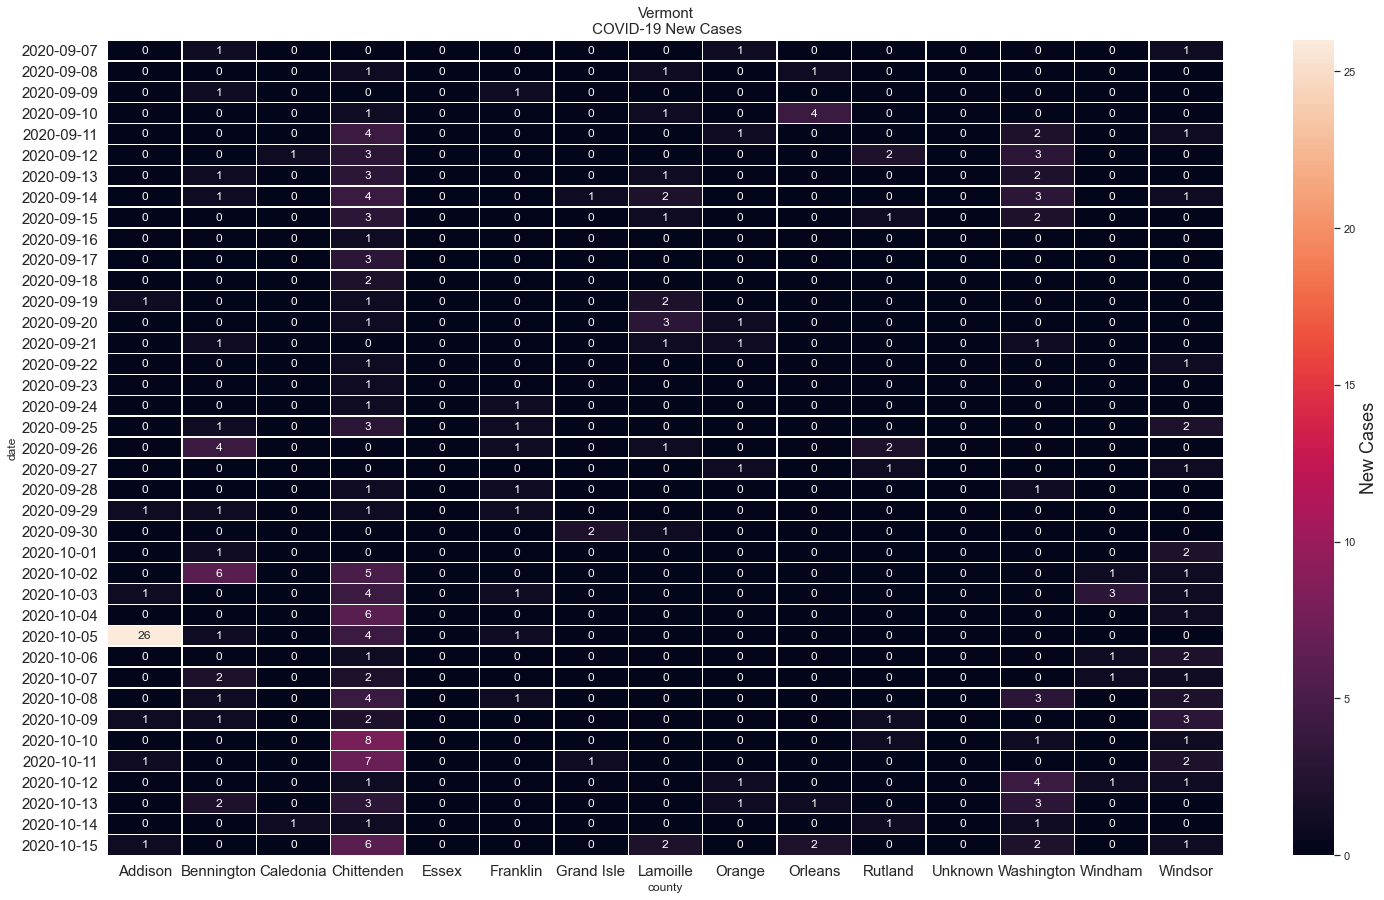 Vermont
COVID-19 New Cases
2020-09-07 0 1 0 0 0 0 0 0 1 0 0 0 0 0 1
2020-09-08 0 0 0 1 0 0 0 1 0 1 0 0 0 0 0
2020-09-09 0 1 0 0 0 1 0 0 0 0 0 0 0 0 0
2020-09-10 0 0 0 1 0 0 0 1 0 4 0 0 0 0 0
2020-09-11 0 0 0 4 0 0 0 0 1 0 0 0 2 0 1
2020-09-12 0 0 1 3 0 0 0 0 0 0 2 0 3 0 0
2020-09-13 0 1 0 3 0 0 0 1 0 0 0 0 2 0 0
2020-09-14 0 1 0 4 0 0 1 2 0 0 0 0 3 0 1
2020-09-15 0 0 0 3 0 0 0 1 0 0 1 0 2 0 0
2020-09-16 0 0 0 1 0 0 0 0 0 0 0 0 0 0 0
2020-09-17 0 0 0 3 0 0 0 0 0 0 0 0 0 0 0
2020-09-18 0 0 0 2 0 0 0 0 0 0 0 0 0 0 0
2020-09-19 1 0 0 1 0 0 0 2 0 0 0 0 0 0 0
2020-09-20 0 0 0 1 0 0 0 3 1 0 0 0 0 0 0
2020-09-21 0 1 0 0 0 0 0 1 1 0 0 0 1 0 0
2020-09-22 0 0 0 1 0 0 0 0 0 0 0 0 0 0 1
2020-09-23 0 0 0 1 0 0 0 0 0 0 0 0 0 0 0
2020-09-24 0 0 0 1 0 1 0 0 0 0 0 0 0 0 0
2020-09-25 0 1 0 3 0 1 0 0 0 0 0 0 0 0 2
2020-09-26 0 4 0 0 0 1 0 1 0 0 2 0 0 0 0
2020-09-27 0 0 0 0 0 0 0 0 1 0 1 0 0 0 1
2020-09-28 0 0 0 1 0 1 0 0 0 0 0 0 1 0 0
2020-09-29 1 1 0 1 0 1 0 0 0 0 0 0 0 0 0
2020-09-30 0 0 0 0 0 0 2 1 0 0 0 0 0 0 0
2020-10-01 0 1 0 0 0 0 0 0 0 0 0 0 0 0 2
2020-10-02 0 6 0 5 0 0 0 0 0 0 0 0 0 1 1
2020-10-03 1 0 0 4 0 1 0 0 0 0 0 0 0 3 1
2020-10-04 0 0 0 6 0 0 0 0 0 0 0 0 0 0 1
2020-10-05 26 1 0 4 0 1 0 0 0 0 0 0 0 0 0
2020-10-06 0 0 0 1 0 0 0 0 0 0 0 0 0 1 2
2020-10-07 0 2 0 2 0 0 0 0 0 0 0 0 0 1 1
2020-10-08 0 1 0 4 0 1 0 0 0 0 0 0 3 0 2
2020-10-09 1 1 0 2 0 0 0 0 0 0 1 0 0 0 3
2020-10-10 0 0 0 8 0 0 0 0 0 0 1 0 1 0 1
2020-10-11 1 0 0 7 0 0 1 0 0 0 0 0 0 0 2
2020-10-12 0 0 0 1 0 0 0 0 1 0 0 0 4 1 1
2020-10-13 0 2 0 3 0 0 0 0 1 1 0 0 3 0 0
2020-10-14 0 0 1 1 0 0 0 0 0 0 1 0 1 0 0
2020-10-15 1 0 0 6 0 0 0 2 0 2 0 0 2 0 1
Addison Bennington Caledonia Chittenden Essex Franklin Grand Isle Lamoille Orange Orleans Rutland Unknown Washington Windham Windsor
county
date
25
20
15
10
5
0
New Cases